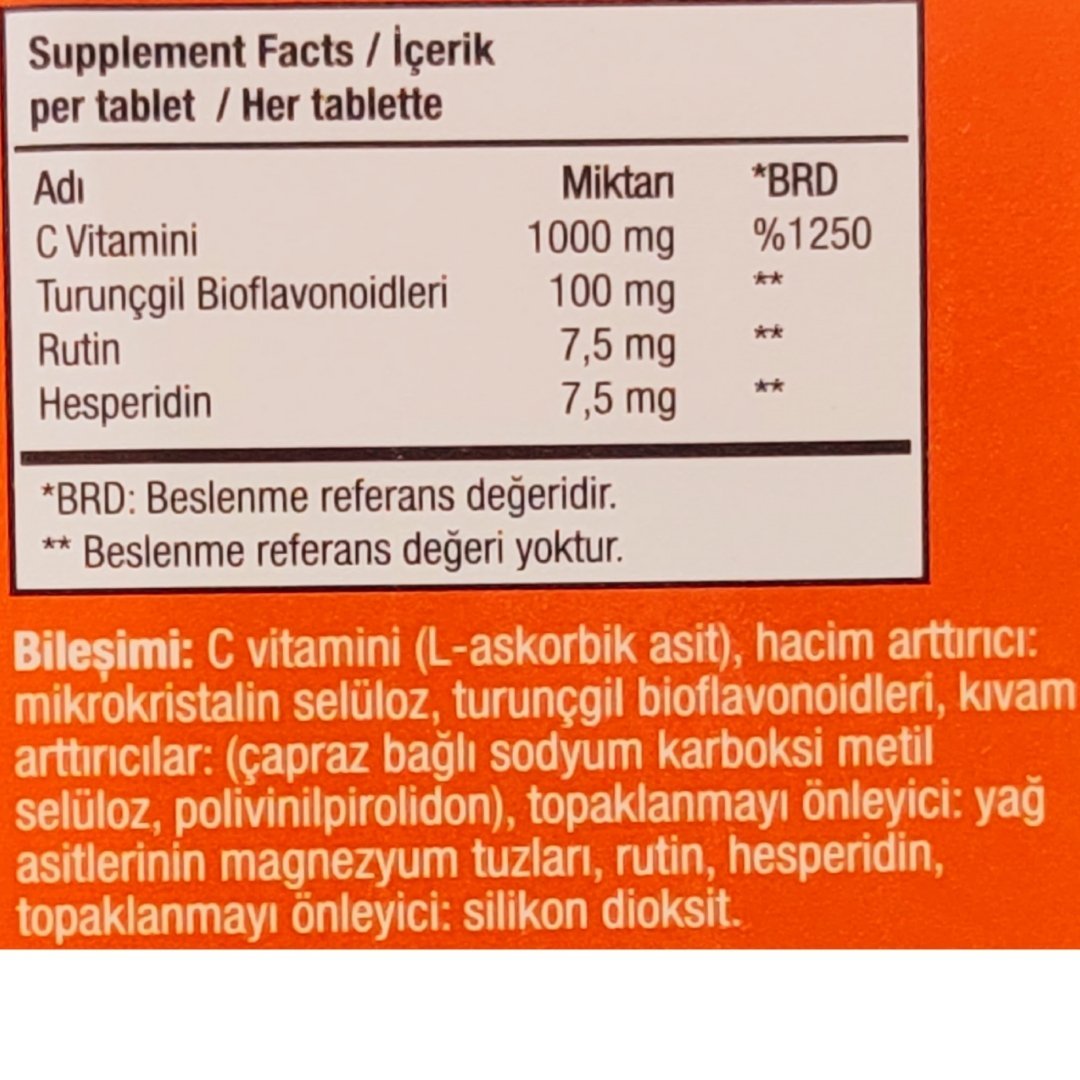 Supplement Facts / İçerik
per tablet / Her tablette
Adı Miktarı *BRD
C Vitamini 1000 mg %1250
Turunçgil Bioflavonoidleri 100 mg **
Rutin 7,5 mg **
Hesperidin 7,5 mg **
*BRD: Beslenme referans değeridir.
** Beslenme referans değeri yoktur.
Bileşimi: C vitamini (L-askorbik asit), hacim arttırıcı:
mikrokristalin selüloz, turunçgil bioflavonoidleri, kıvam
arttırıcılar: (çapraz bağlı sodyum karboksi metil
selüloz, polivinilpirolidon), topaklanmayı önleyici: yağ
asitlerinin magnezyum tuzları, rutin, hesperidin,
topaklanmayı önleyici: silikon dioksit.